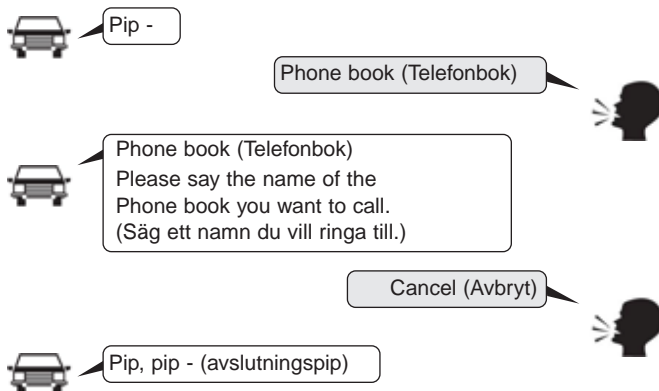 Pip -
Phone book (Telefonbok)
Phone book (Telefonbok)
Please say the name of the
Phone book you want to call.
(Säg ett namn du vill ringa till.)
Cancel (Avbryt)
Pip, pip - (avslutningspip)